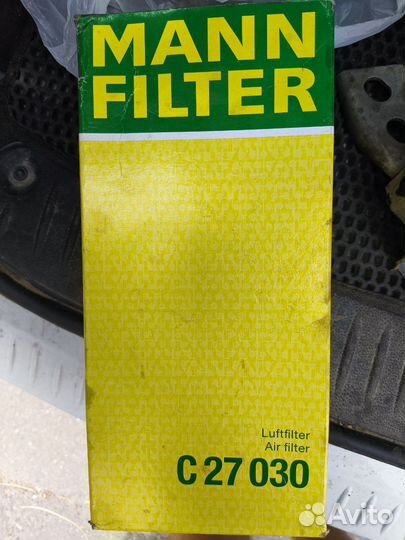 MANN
FILTER
Luftfilter
Air filter
C 27 030
Avito